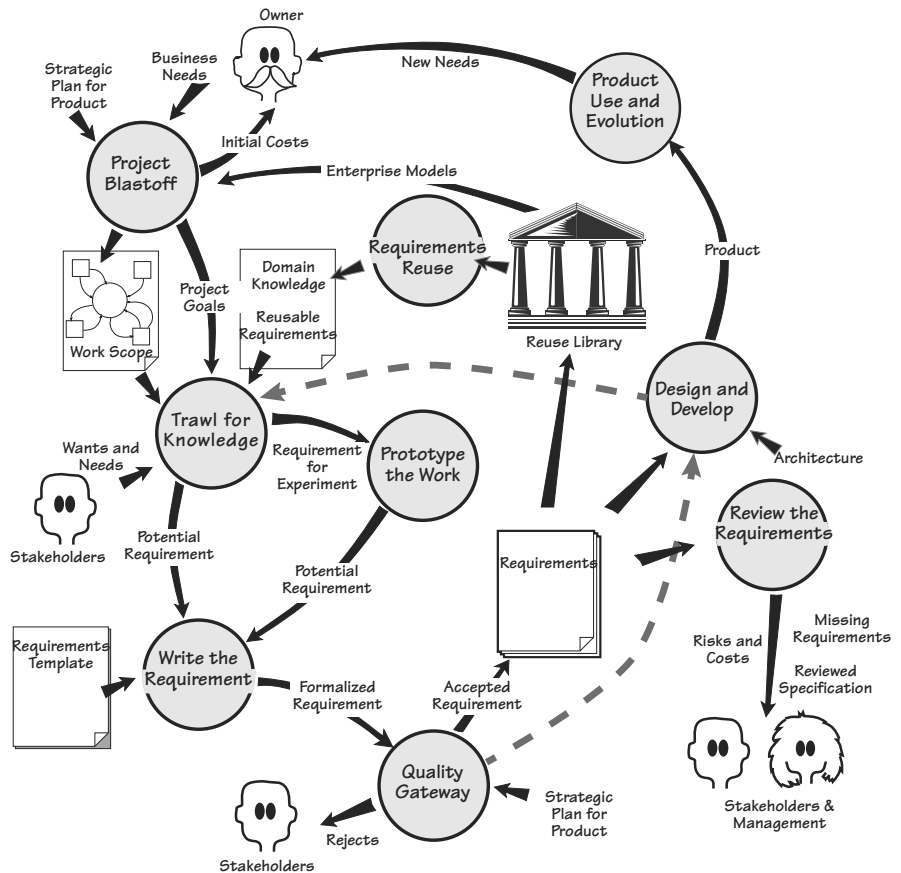 Owner
Strategic
Plan for
Product
Business
Needs
New Needs
Product
Use and
Evolution
Initial Costs
Project
Blastoff
Enterprise Models
Requirements
Reuse
Domain
Knowledge
Reusable
Requirements
Project
Goals
Work Scope
Reuse Library
Product
Design and
Develop
Architecture
Trawl for
Knowledge
Wants and
Needs
Stakeholders
Requirement
for
Experiment
Prototype
the Work
Potential
Requirement
Potential
Requirement
Requirements
Review the
Requirements
Risks and
Costs
Missing
Requirements
Reviewed
Specification
Stakeholders &
Management
Requirements
Template
Write the
Requirement
Formalized
Requirement
Accepted
Requirement
Quality
Gateway
Strategic
Plan for
Product
Rejects
Stakeholders